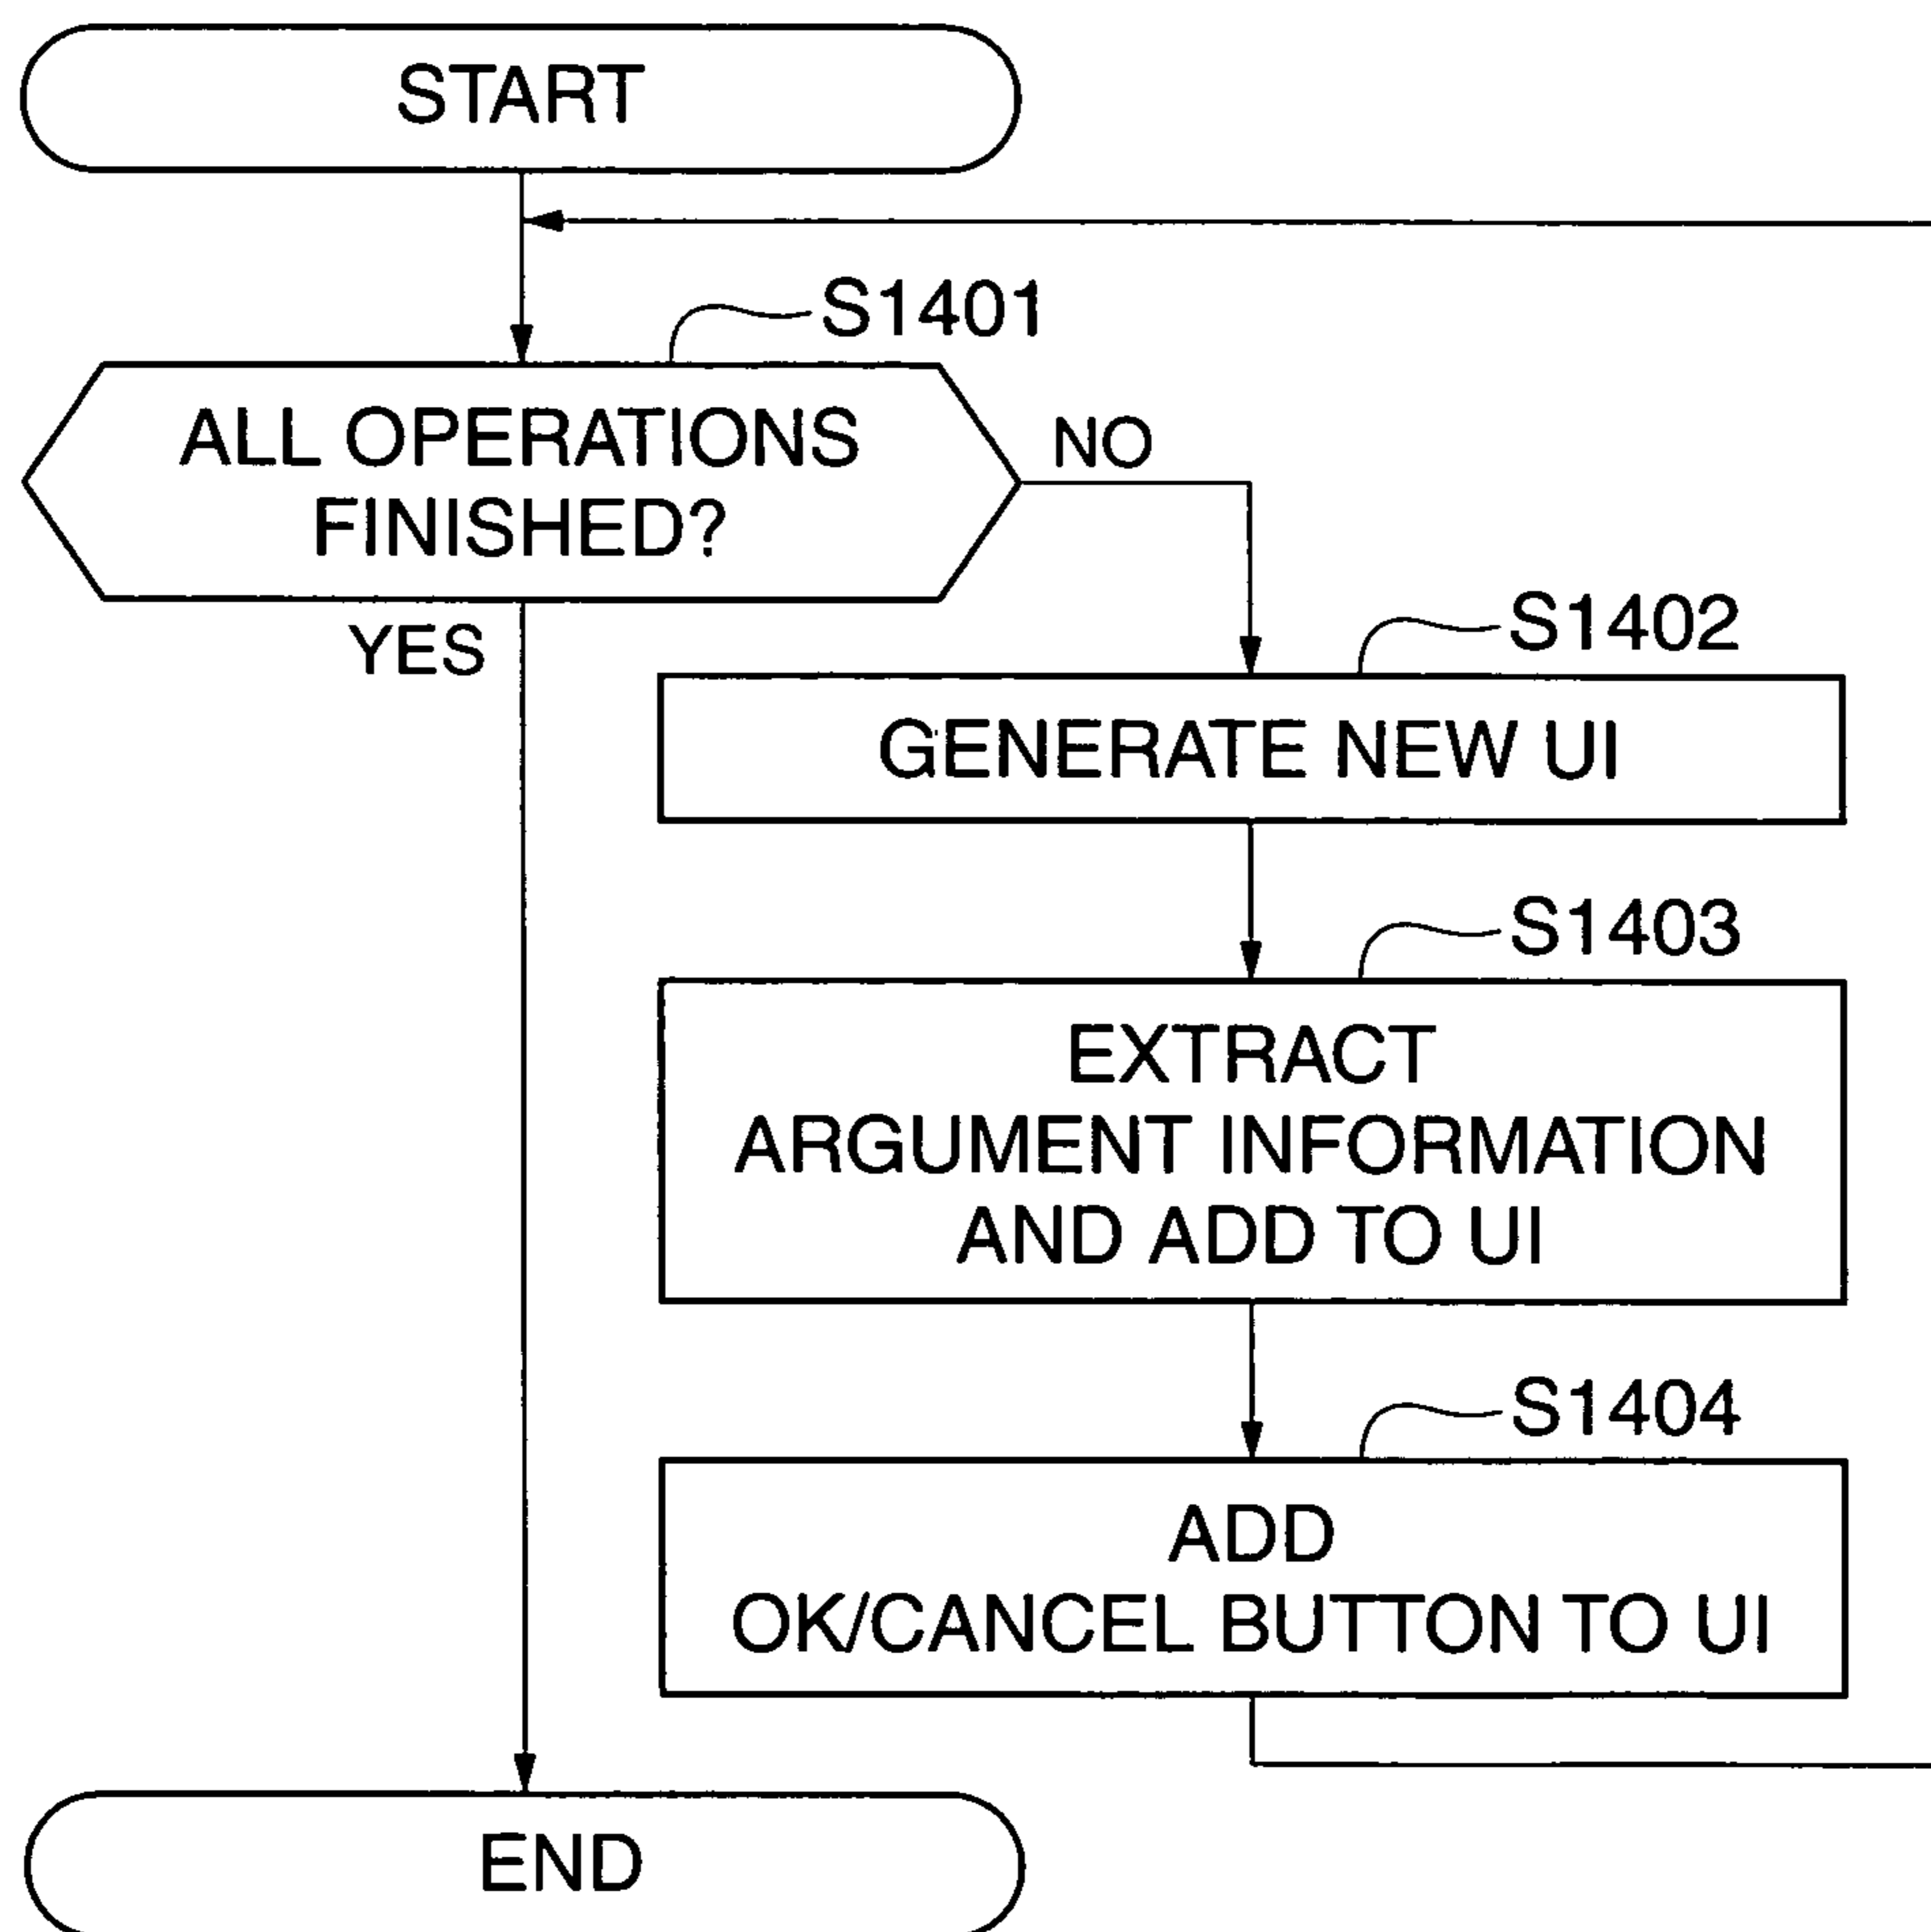 START
S1401
ALL OPERATIONS
FINISHED?
NO
YES
S1402
GENERATE NEW UI
S1403
EXTRACT
ARGUMENT INFORMATION
AND ADD TO UI
S1404
ADD
OK/CANCEL BUTTON TO UI
END